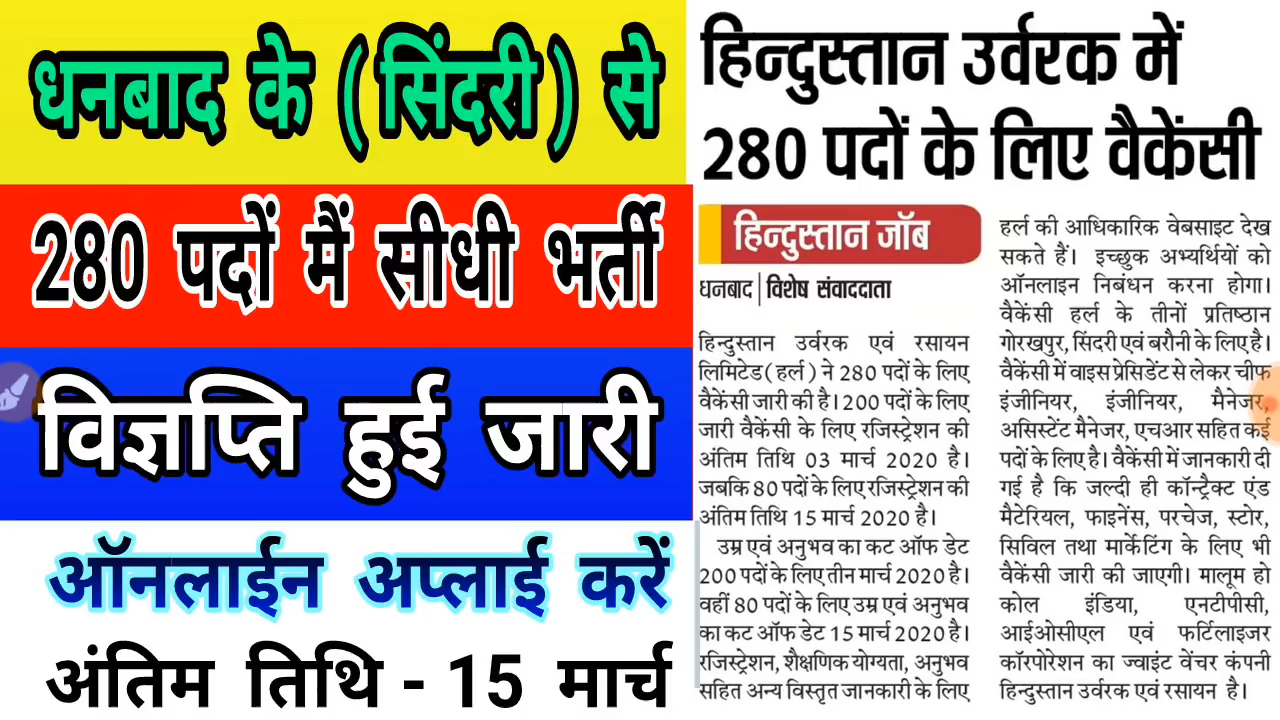 धनबाद के (सिंदरी) से
280 पदों मैं सीधी भर्ती
विज्ञप्ति हुई जारी
ऑनलाईन अप्लाई करें
अंतिम तिथि - 15 मार्च
हिन्दुस्तान उर्वरक में
280 पदों के लिए वैकेंसी
हिन्दुस्तान जॉब
धनबाद | विशेष संवाददाता
हिन्दुस्तान उर्वरक एवं रसायन
लिमिटेड(हर्ल) ने 280 पदों के लिए
वैकेंसी जारी की है। 200 पदों के लिए
जारी वैकेंसी के लिए रजिस्ट्रेशन की
अंतिम तिथि 03 मार्च 2020 है।
जबकि 80 पदों के लिए रजिस्ट्रेशन की
अंतिम तिथि 15 मार्च 2020 है।
उम्र एवं अनुभव का कट ऑफ डेट
200 पदों के लिए तीन मार्च 2020 है।
वहीं 80 पदों के लिए उम्र एवं अनुभव
का कट ऑफ डेट 15 मार्च 2020 है।
रजिस्ट्रेशन, शैक्षणिक योग्यता, अनुभव
सहित अन्य विस्तृत जानकारी के लिए
हर्ल की आधिकारिक वेबसाइट देख
सकते हैं। इच्छुक अभ्यर्थियों को
ऑनलाइन निबंधन करना होगा।
वैकेंसी हर्ल के तीनों प्रतिष्ठान
गोरखपुर, सिंदरी एवं बरौनी के लिए है।
वैकेंसी में वाइस प्रेसिडेंट से लेकर चीफ
इंजीनियर, इंजीनियर, मैनेजर,
असिस्टेंट मैनेजर, एचआर सहित कई
पदों के लिए है। वैकेंसी में जानकारी दी
गई है कि जल्दी ही कॉन्ट्रैक्ट एंड
मैटेरियल, फाइनेंस, परचेज, स्टोर,
सिविल तथा मार्केटिंग के लिए भी
वैकेंसी जारी की जाएगी। मालूम हो
कोल इंडिया, एनटीपीसी,
आईओसीएल एवं फर्टिलाइजर
कॉरपोरेशन का ज्वाइंट वेंचर कंपनी
हिन्दुस्तान उर्वरक एवं रसायन है।